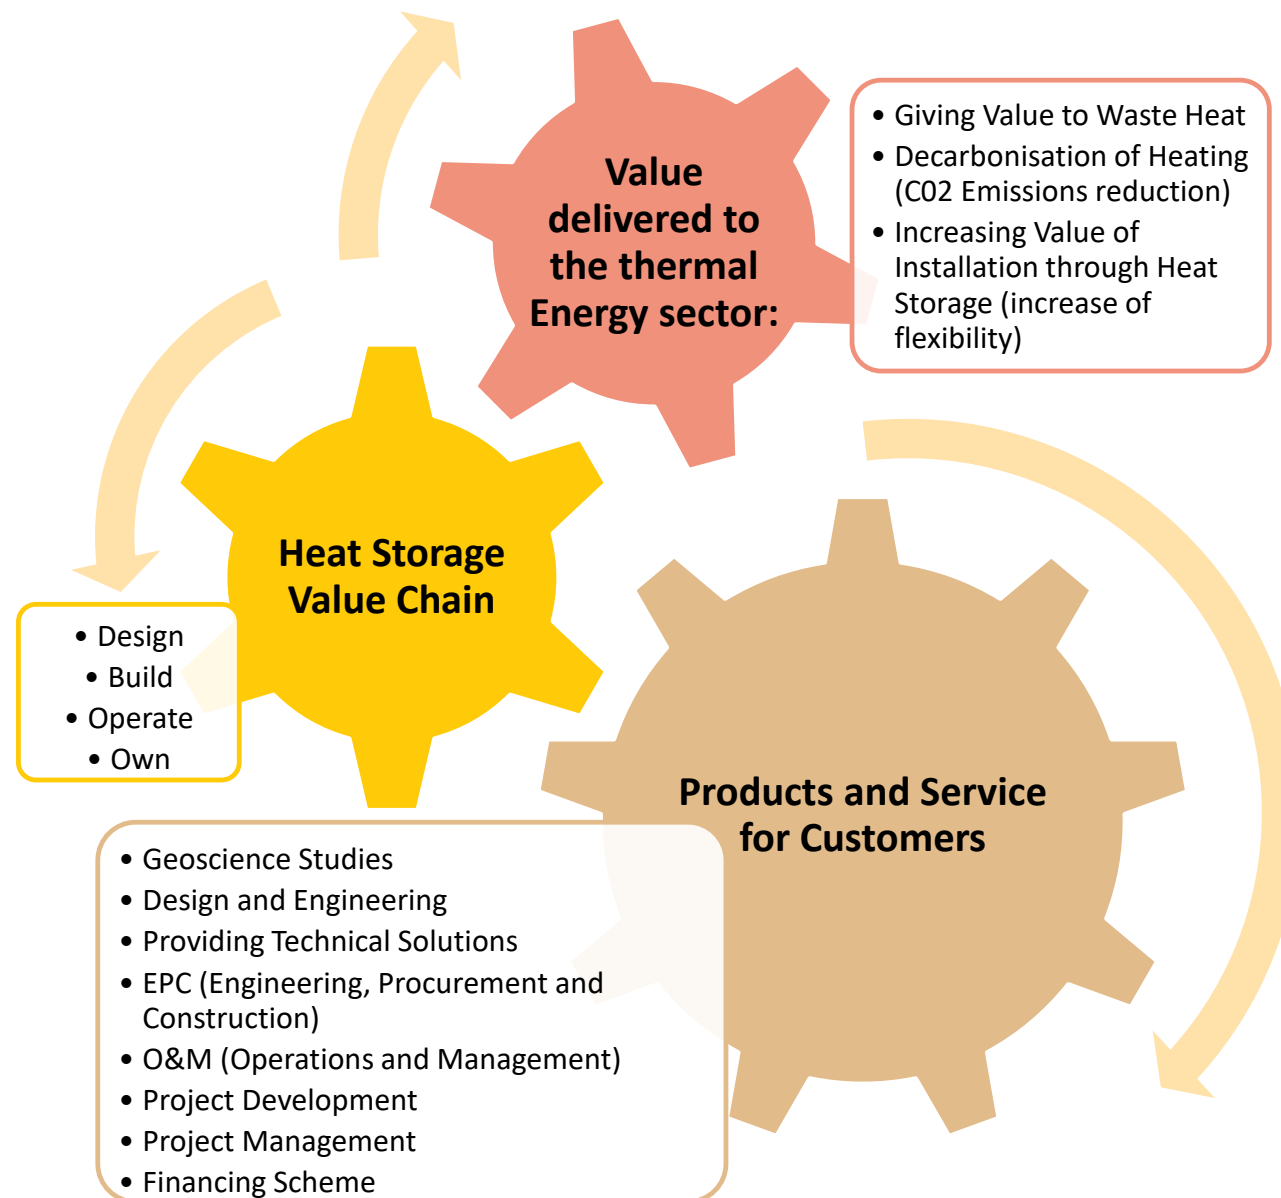 Value
delivered to
the thermal
Energy sector:
• Giving Value to Waste Heat
• Decarbonisation of Heating
(C02 Emissions reduction)
• Increasing Value of
Installation through Heat
Storage (increase of
flexibility)
Heat Storage
Value Chain
• Design
• Build
• Operate
• Own
Products and Service
for Customers
• Geoscience Studies
• Design and Engineering
• Providing Technical Solutions
• EPC (Engineering, Procurement and
Construction)
• O&M (Operations and Management)
• Project Development
• Project Management
• Financing Scheme